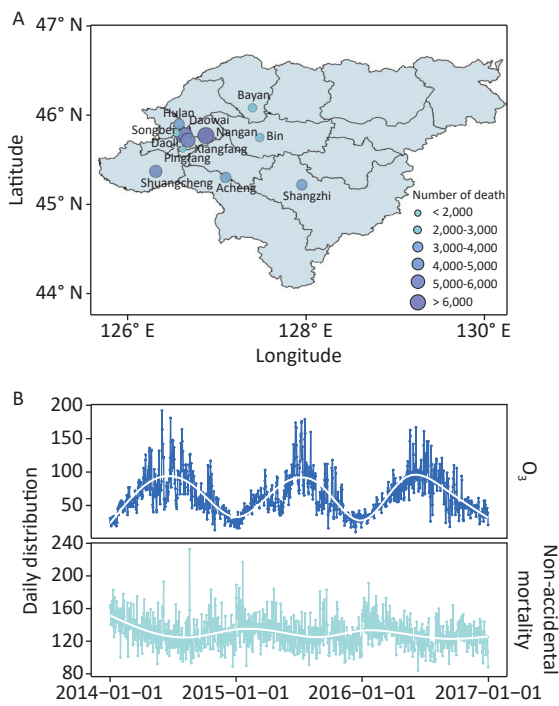 A
47° N
46° N
45° N
44° N
Latitude
Bayan
Hulan
Daowai
Songbei
Nangan
Bin
Daoli
Xiangfang
Pingfang
Shuangcheng
Acheng
Shangzhi
Number of death
< 2,000
2,000-3,000
3,000-4,000
4,000-5,000
5,000-6,000
> 6,000
126° E
128° E
130° E
Longitude
B
Daily distribution
200
150
100
50
O₃
240
200
160
120
80
Non-accidental
mortality
2014−01−01
2015−01−01
2016−01−01
2017−01−01